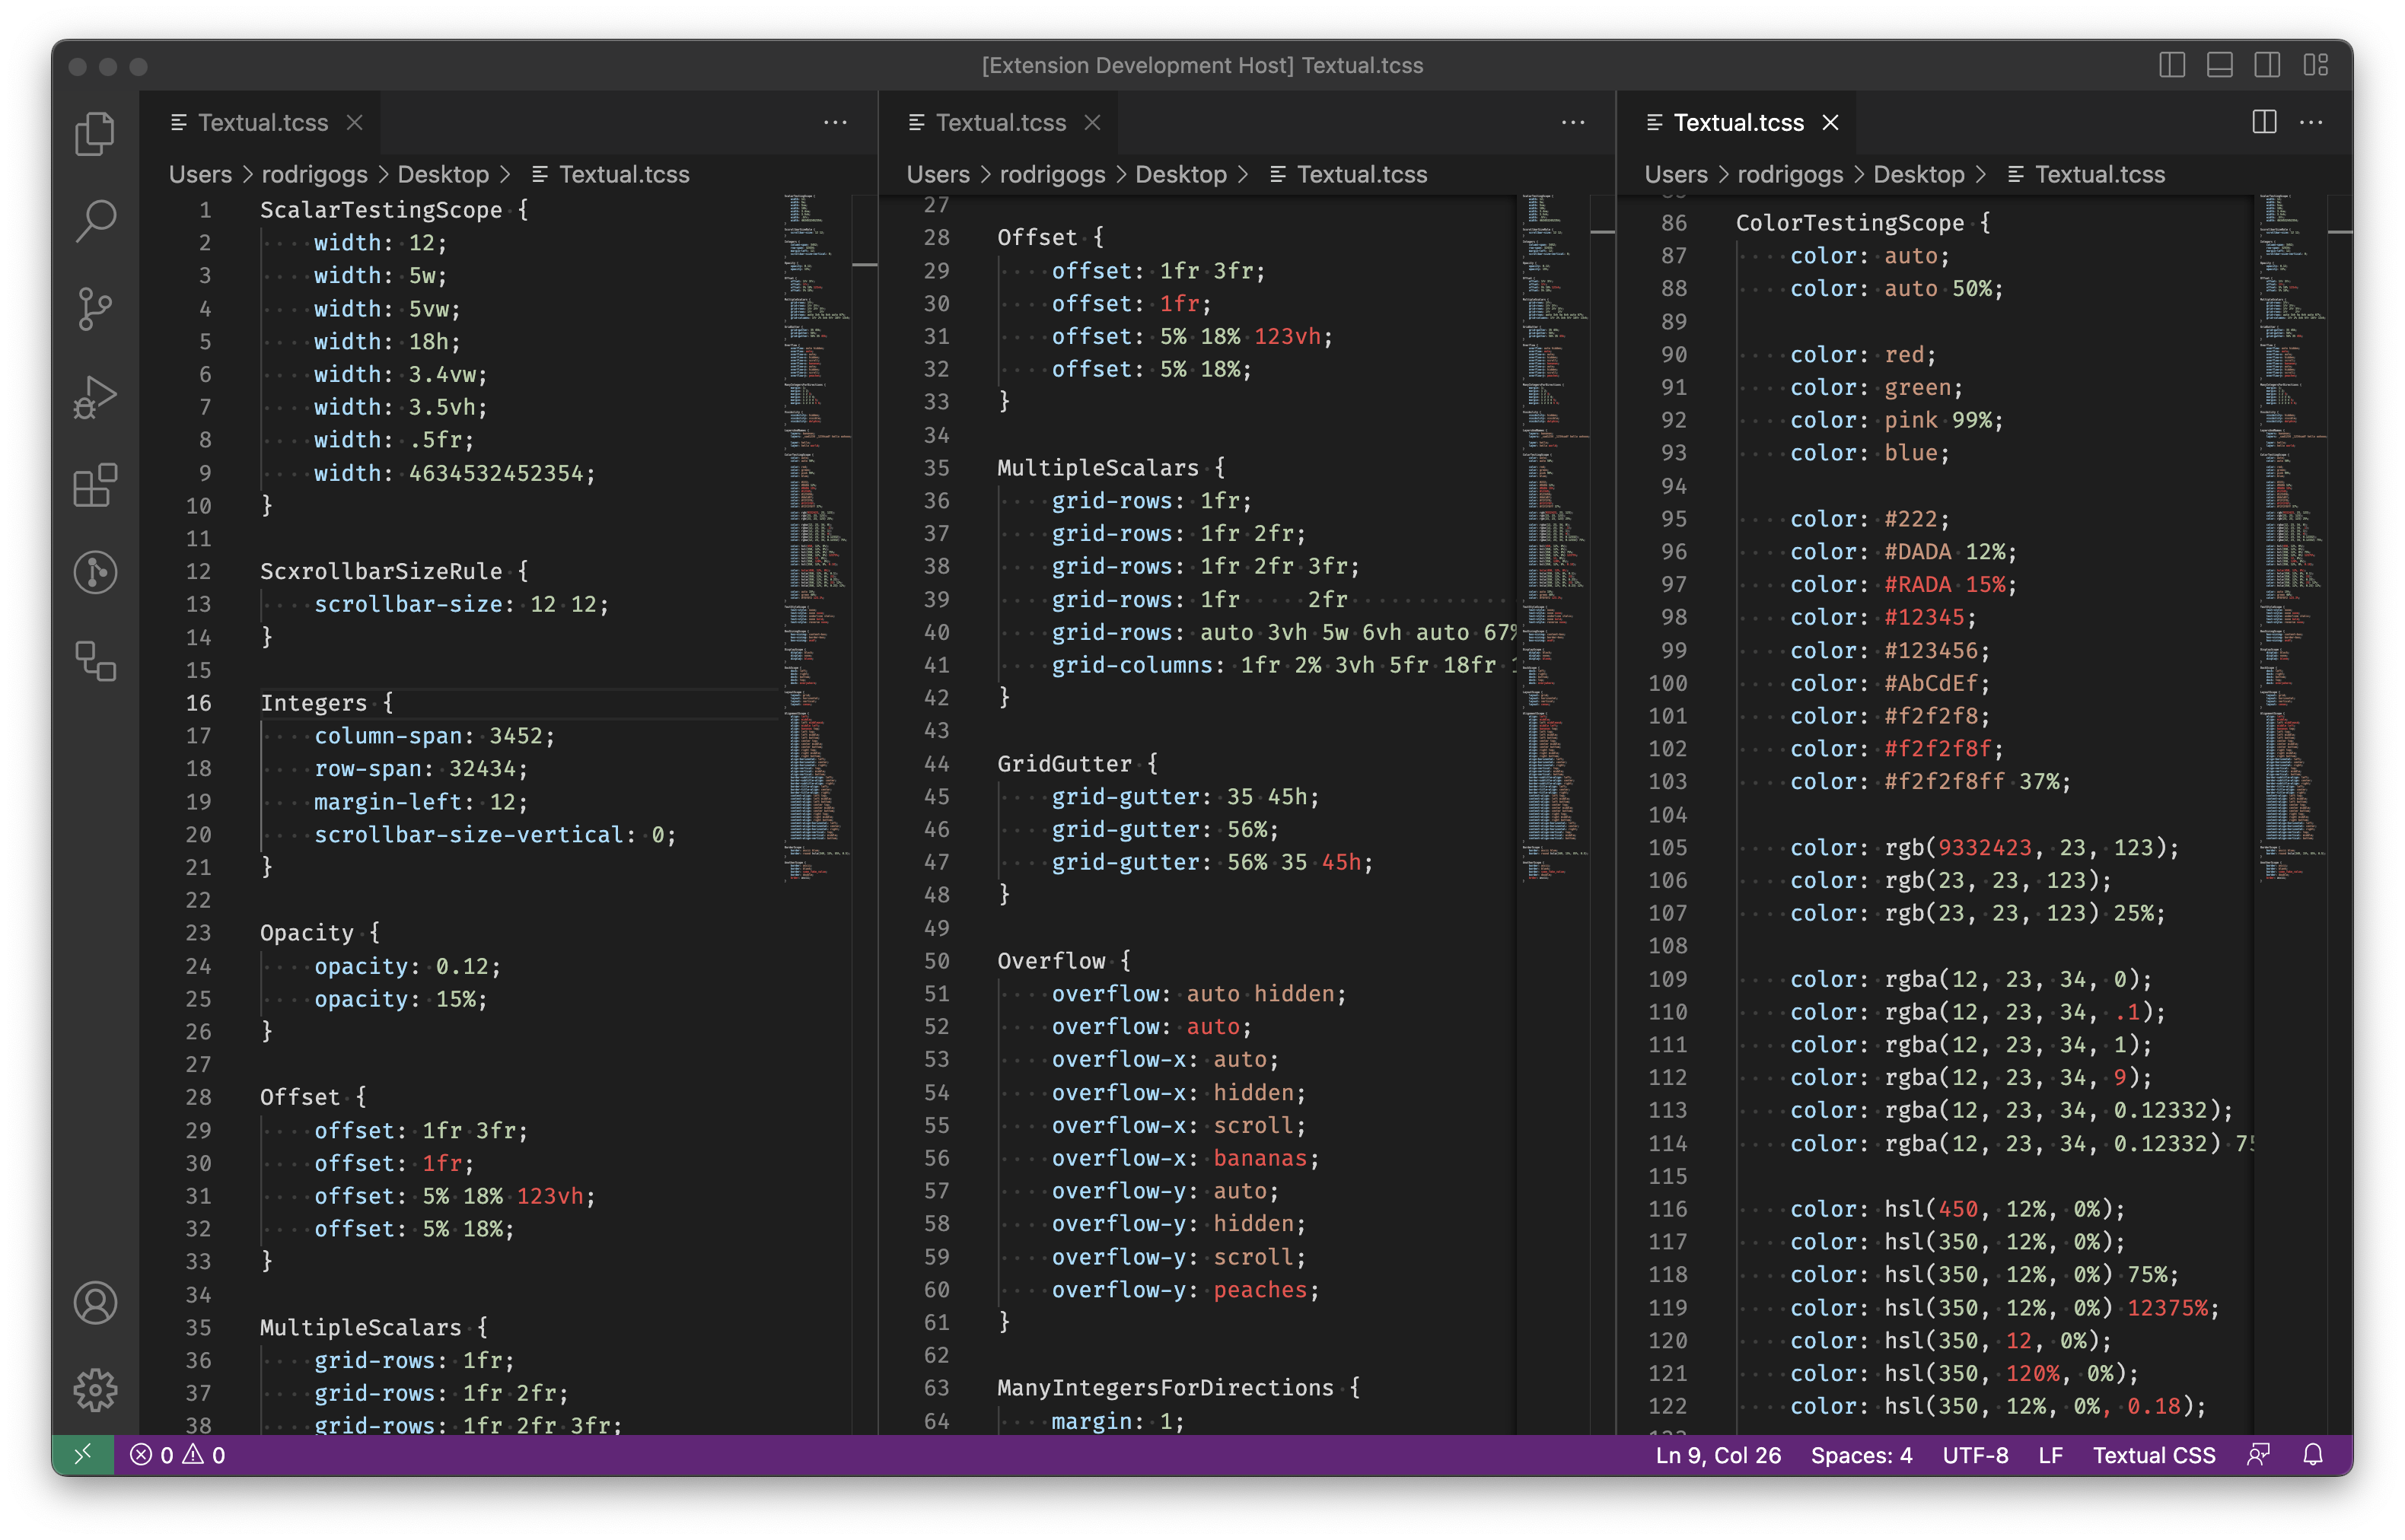 [Extension Development Host] Textual.tcss
Textual.tcss
Users > rodrigogs > Desktop > Textual.tcss
1 ScalarTestingScope {
2 width: 12;
3 width: 5w;
4 width: 5vw;
5 width: 18h;
6 width: 3.4vw;
7 width: 3.5vh;
8 width: .5fr;
9 width: 4634532452354;
10 }
11
12 ScxrollbarSizeRule {
13 scrollbar-size: 12 12;
14 }
15
16 Integers {
17 column-span: 3452;
18 row-span: 32434;
19 margin-left: 12;
20 scrollbar-size-vertical: 0;
21 }
22
23 Opacity {
24 opacity: 0.12;
25 opacity: 15%;
26 }
27
28 Offset {
29 offset: 1fr 3fr;
30 offset: 1fr;
31 offset: 5% 18% 123vh;
32 offset: 5% 18%;
33 }
34
35 MultipleScalars {
36 grid-rows: 1fr;
37 grid-rows: 1fr 2fr;
38 grid-rows: 1fr 2fr 3fr;
Textual.tcss
Users > rodrigogs > Desktop > Textual.tcss
27
28 Offset {
29 offset: 1fr 3fr;
30 offset: 1fr;
31 offset: 5% 18% 123vh;
32 offset: 5% 18%;
33 }
34
35 MultipleScalars {
36 grid-rows: 1fr;
37 grid-rows: 1fr 2fr;
38 grid-rows: 1fr 2fr 3fr;
39 grid-rows: 1fr 2fr
40 grid-rows: auto 3vh 5w 6vh auto 67%
41 grid-columns: 1fr 2% 3vh 5fr 18fr
42 }
43
44 GridGutter {
45 grid-gutter: 35 45h;
46 grid-gutter: 56%;
47 grid-gutter: 56% 35 45h;
48 }
49
50 Overflow {
51 overflow: auto hidden;
52 overflow: auto;
53 overflow-x: auto;
54 overflow-x: hidden;
55 overflow-x: scroll;
56 overflow-x: bananas;
57 overflow-y: auto;
58 overflow-y: hidden;
59 overflow-y: scroll;
60 overflow-y: peaches;
61 }
62
63 ManyIntegersForDirections {
64 margin: 1;
Textual.tcss
Users > rodrigogs > Desktop > Textual.tcss
86 ColorTestingScope {
87 color: auto;
88 color: auto 50%;
89
90 color: red;
91 color: green;
92 color: pink 99%;
93 color: blue;
94
95 color: #222;
96 color: #DADA 12%;
97 color: #RADA 15%;
98 color: #12345;
99 color: #123456;
100 color: #AbCdEf;
101 color: #f2f2f8;
102 color: #f2f2f8f;
103 color: #f2f2f8ff 37%;
104
105 color: rgb(9332423, 23, 123);
106 color: rgb(23, 23, 123);
107 color: rgb(23, 23, 123) 25%;
108
109 color: rgba(12, 23, 34, 0);
110 color: rgba(12, 23, 34, .1);
111 color: rgba(12, 23, 34, 1);
112 color: rgba(12, 23, 34, 9);
113 color: rgba(12, 23, 34, 0.12332);
114 color: rgba(12, 23, 34, 0.12332) 75
115
116 color: hsl(450, 12%, 0%);
117 color: hsl(350, 12%, 0%);
118 color: hsl(350, 12%, 0%) 75%;
119 color: hsl(350, 12%, 0%) 12375%;
120 color: hsl(350, 12, 0%);
121 color: hsl(350, 120%, 0%);
122 color: hsl(350, 12%, 0%, 0.18);
0 0 Ln 9, Col 26 Spaces: 4 UTF-8 LF Textual CSS